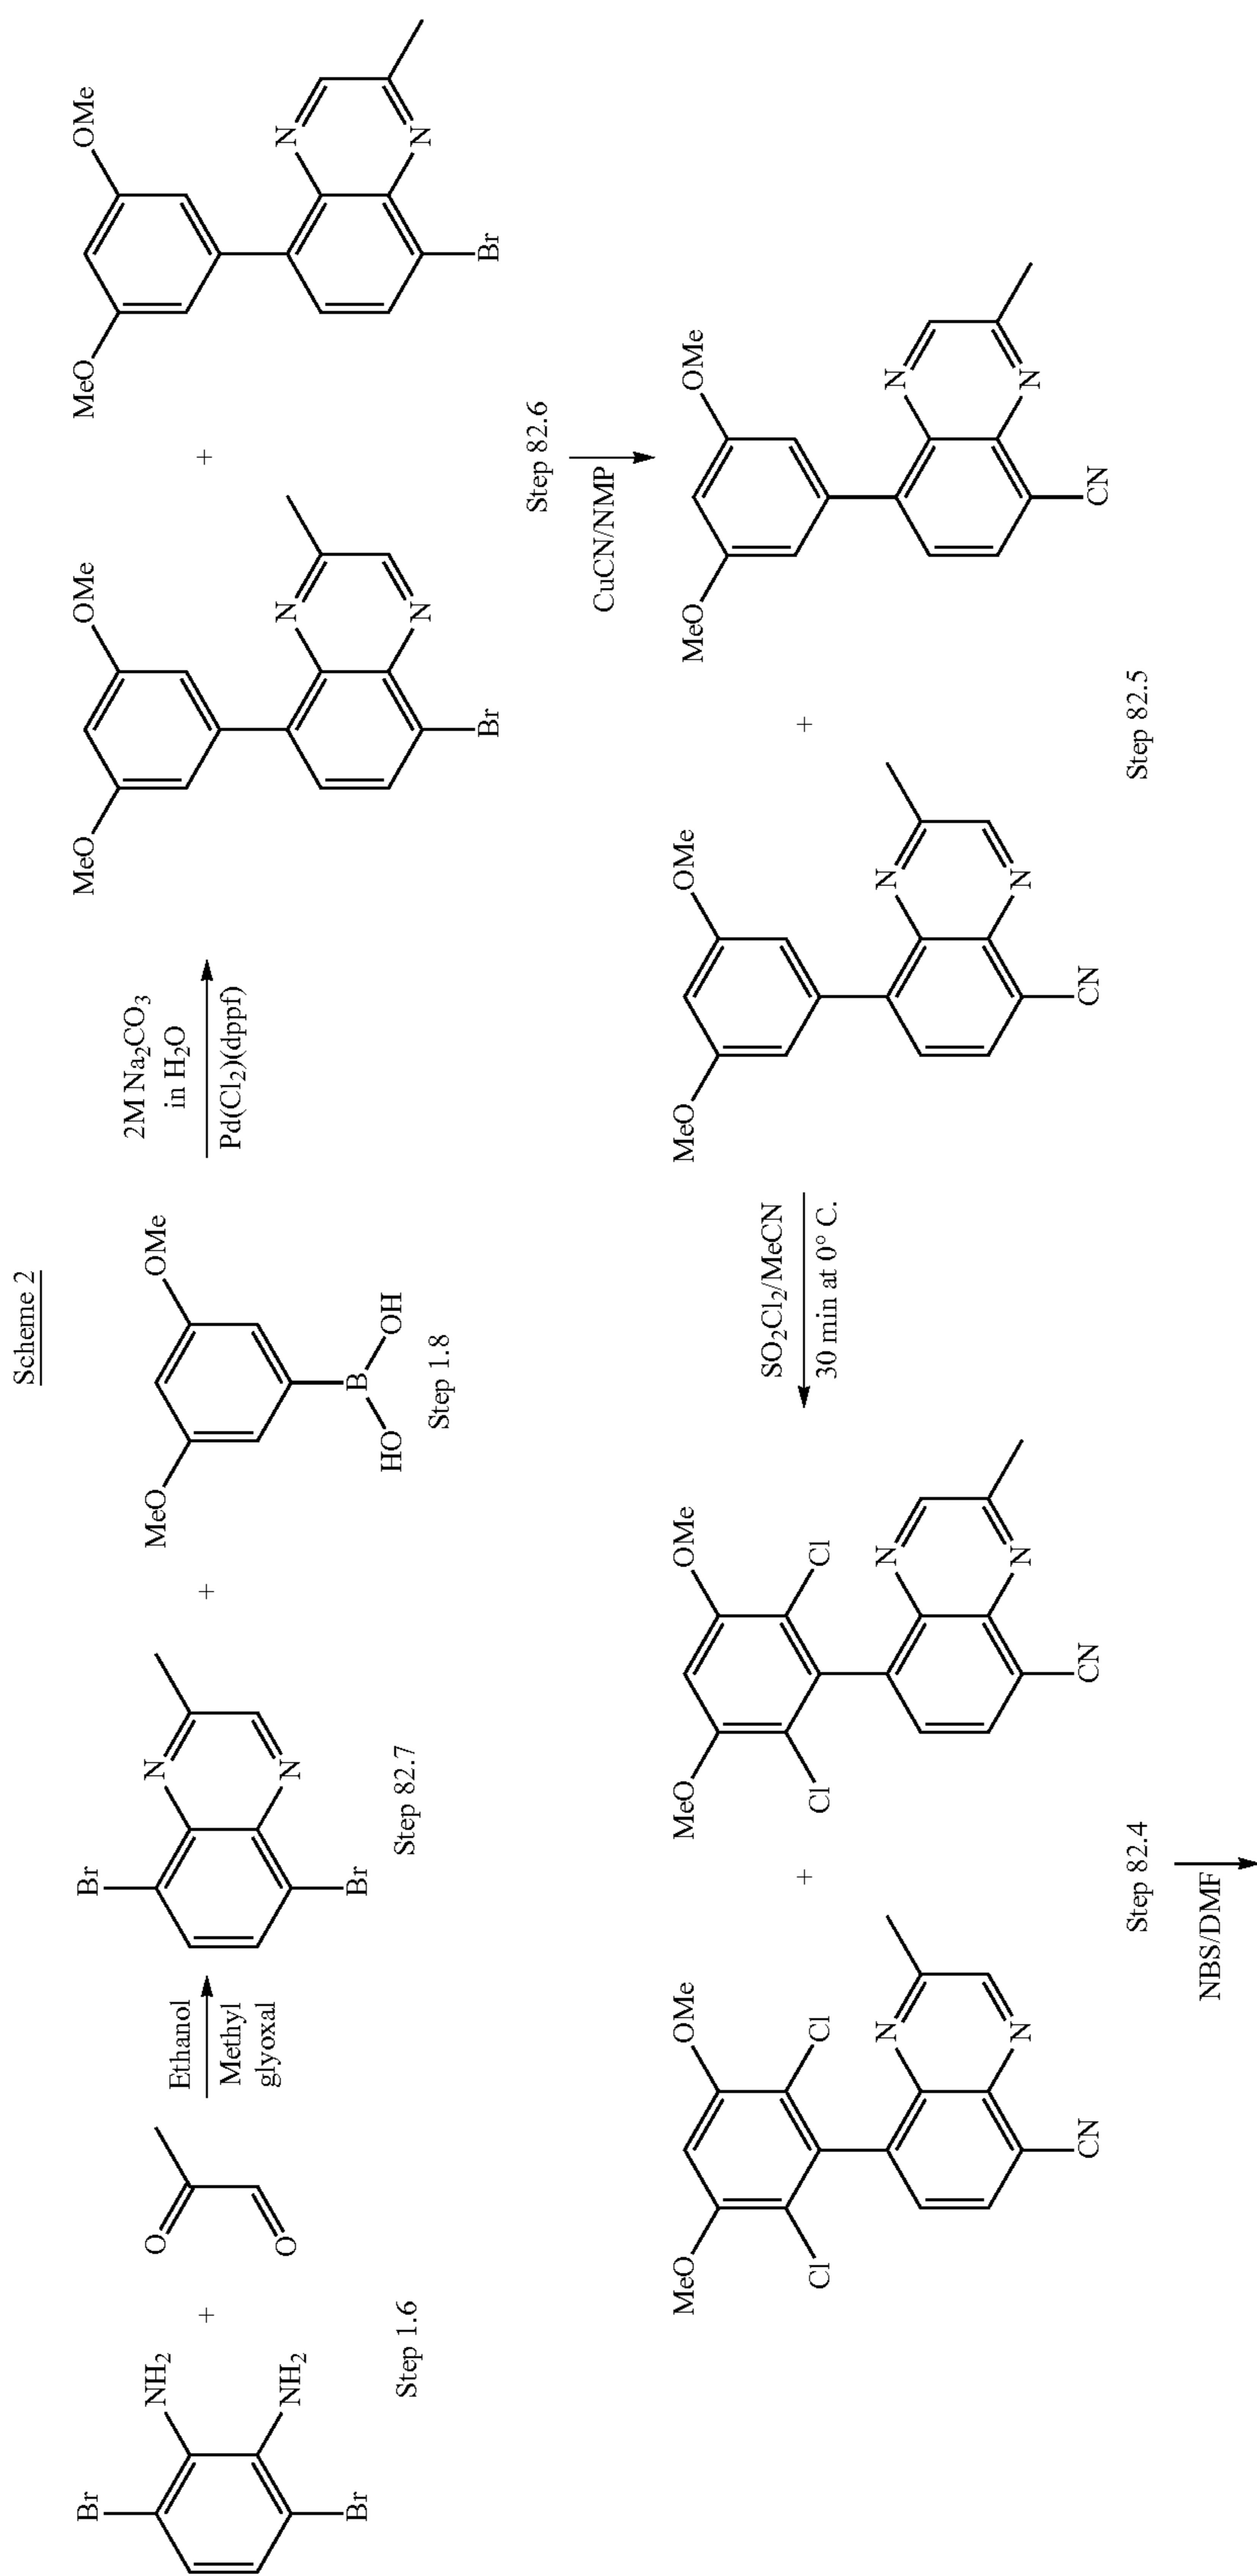 Scheme 2
Br
NH2
NH2
Br
Step 1.6
+
O
O
Ethanol
Methyl
glyoxal
Br
N
N
Br
Step 82.7
+
MeO
OMe
B
HO
OH
Step 1.8
2M Na2CO3
in H2O
Pd(Cl2)(dppf)
MeO
OMe
N
N
Br
+
MeO
OMe
N
N
Br
Step 82.6
CuCN/NMP
MeO
OMe
N
N
CN
+
MeO
OMe
N
N
CN
Step 82.5
SO2Cl2/MeCN
30 min at 0° C.
MeO
OMe
Cl
Cl
N
N
CN
+
MeO
OMe
Cl
Cl
N
N
CN
Step 82.4
NBS/DMF